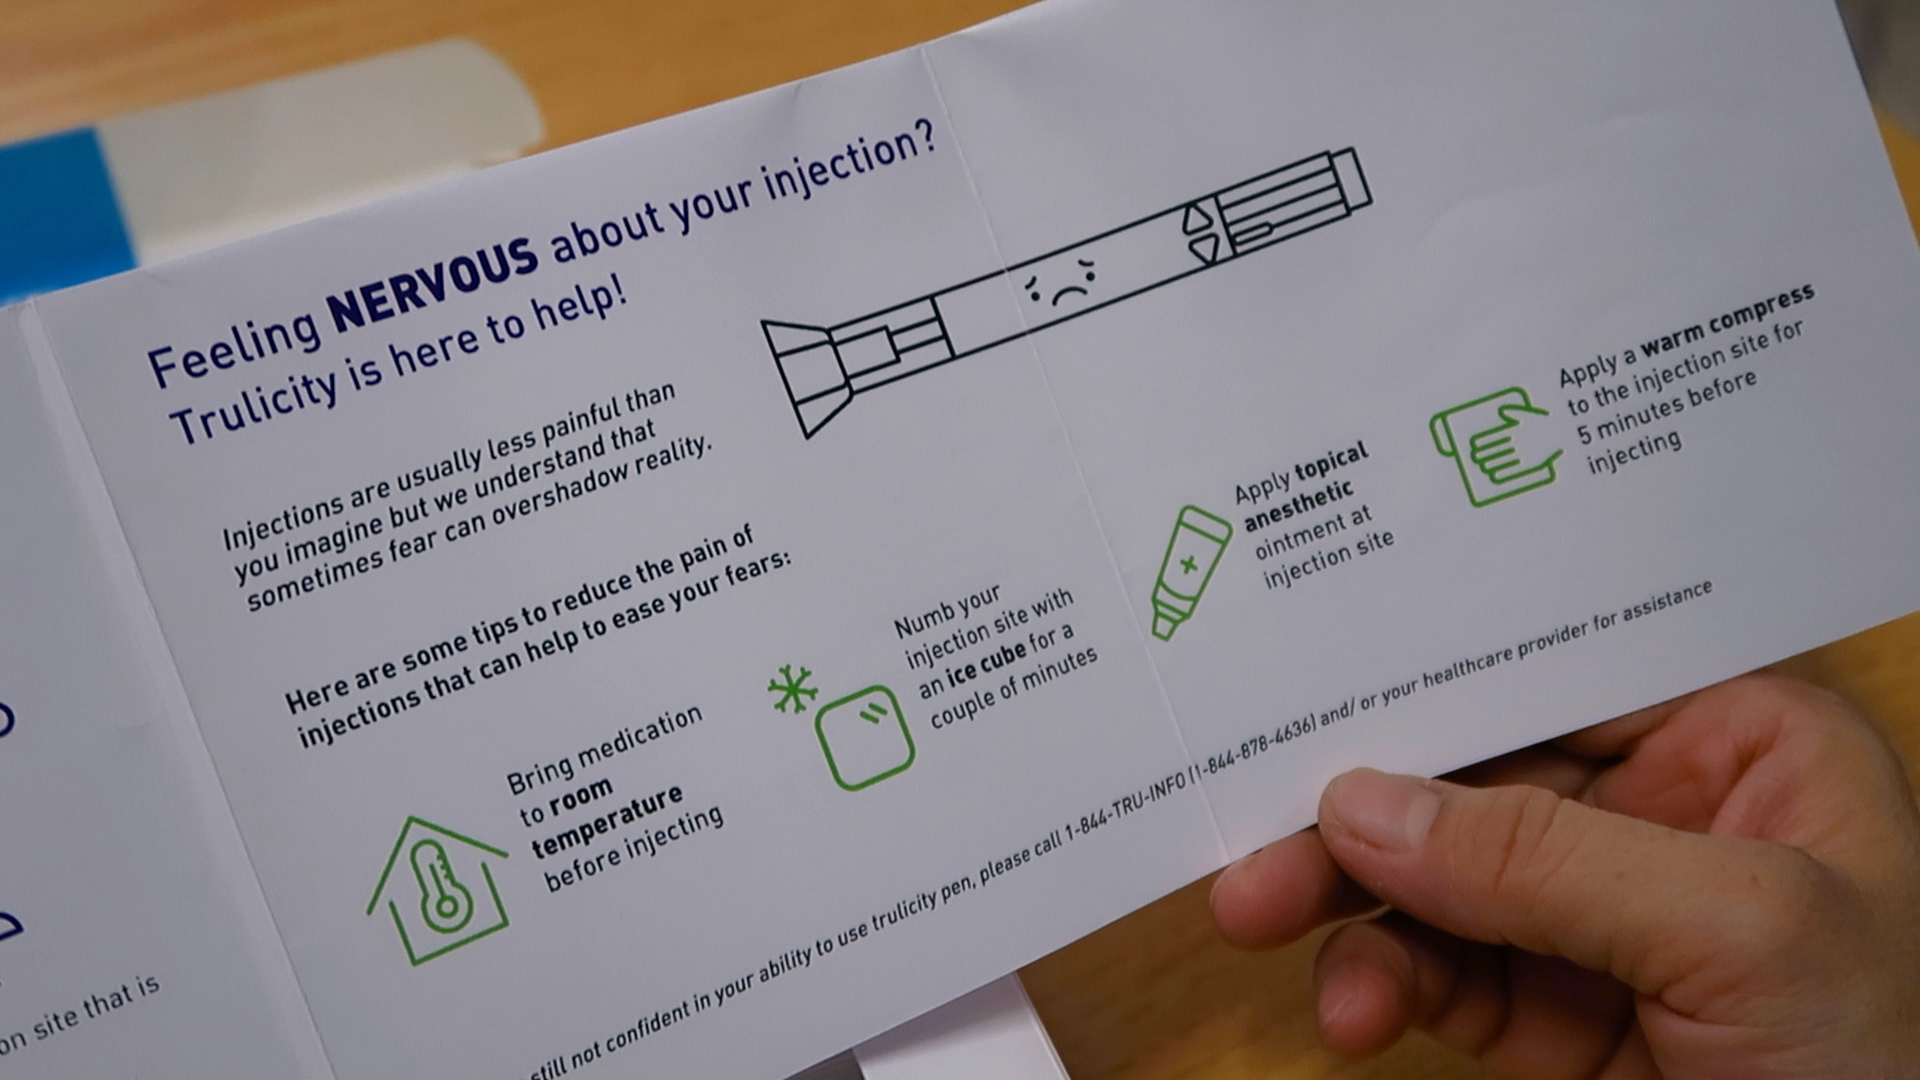 Feeling NERVOUS about your injection?
Trulicity is here to help!
Injections are usually less painful than
you imagine but we understand that
sometimes fear can overshadow reality.
Here are some tips to reduce the pain of
injections that can help to ease your fears:
Bring medication
to room
temperature
before injecting
Numb your
injection site with
an ice cube for a
couple of minutes
Apply topical
anesthetic
ointment at
injection site
Apply a warm compress
to the injection site for
5 minutes before
injecting
still not confident in your ability to use trulicity pen, please call 1-844-TRU-INFO (1-844-878-4636) and/ or your healthcare provider for assistance
on site that is